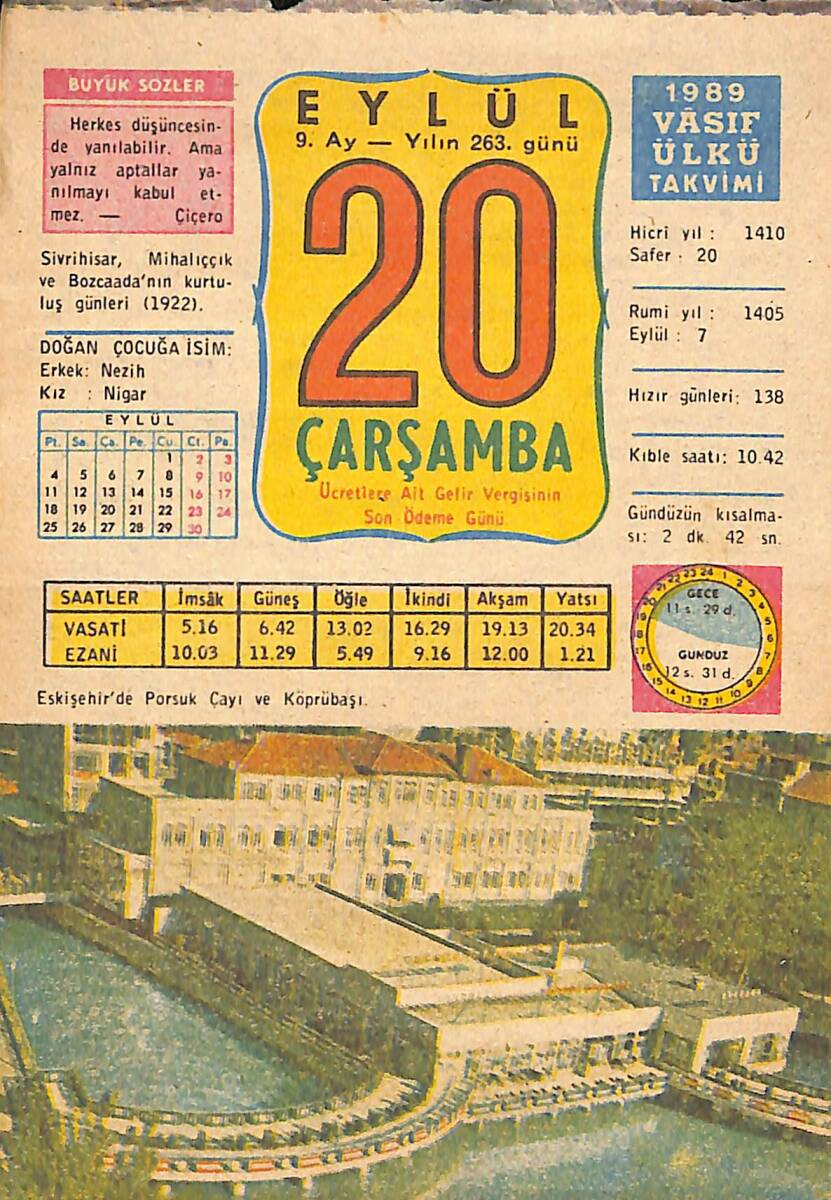 BUYUK SOZLER
Herkes düşüncesin-
de yanılabilir. Ama
yalnız aptallar ya-
nılmayı kabul et-
mez. — Çiçero
Sivrihisar, Mihalıççık
ve Bozcaada'nın kurtu-
luş günleri (1922).
DOĞAN ÇOCUĞA İSİM:
Erkek: Nezih
Kız : Nigar
EYLÜL
Pt. Sa. Ça. Pe. Cu. Ct. Pa.
1 2 3
4 5 6 7 8 9 10
11 12 13 14 15 16 17
18 19 20 21 22 23 24
25 26 27 28 29 30
EYLÜL
9. Ay — Yılın 263. günü
20
ÇARŞAMBA
Ücretlere Ait Gelir Vergisinin
Son Ödeme Günü
1989
VÂSIF
ÜLKÜ
TAKVİMİ
Hicrî yıl : 1410
Safer : 20
Rumi yıl : 1405
Eylül : 7
Hızır günleri: 138
Kıble saatı: 10.42
Gündüzün kısalma-
sı: 2 dk. 42 sn.
SAATLER İmsâk Güneş Öğle İkindi Akşam Yatsı
VASATİ 5.16 6.42 13.02 16.29 19.13 20.34
EZANİ 10.03 11.29 5.49 9.16 12.00 1.21
GECE
11 s. 29 d.
GUNDUZ
12 s. 31 d.
Eskişehir'de Porsuk Çayı ve Köprübaşı.